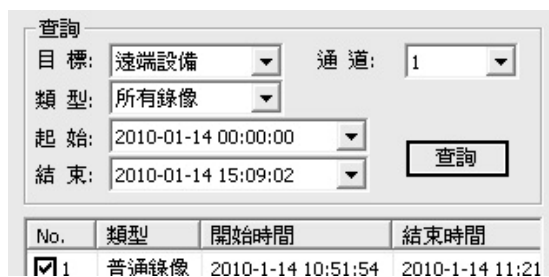 查詢
目 標: 遠端設備 通 道: 1
類 型: 所有錄像
起 始: 2010-01-14 00:00:00
結 束: 2010-01-14 15:09:02
查詢
No. 類型 開始時間 結束時間
1 普通錄像 2010-1-14 10:51:54 2010-1-14 11:21